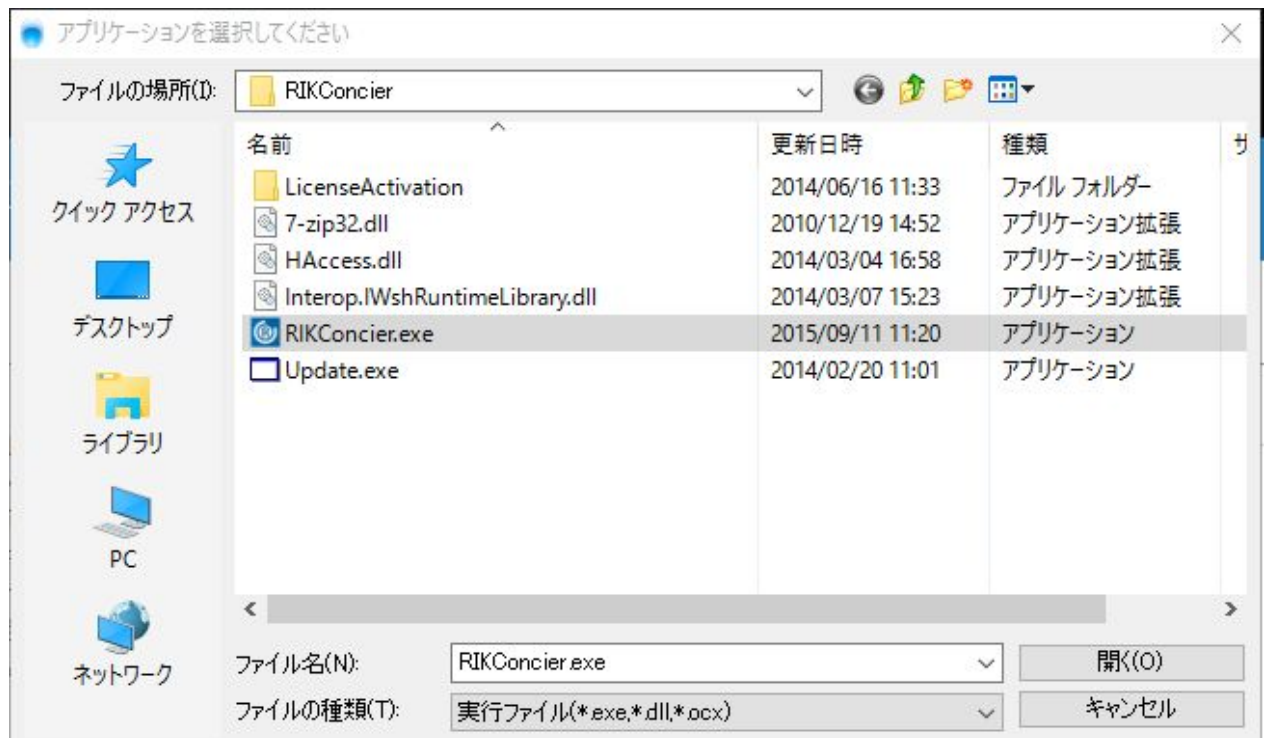 アプリケーションを選択してください
ファイルの場所(I): RIKConcier
名前 更新日時 種類 サ
LicenseActivation 2014/06/16 11:33 ファイル フォルダー
7-zip32.dll 2010/12/19 14:52 アプリケーション拡張
HAccess.dll 2014/03/04 16:58 アプリケーション拡張
Interop.IWshRuntimeLibrary.dll 2014/03/07 15:23 アプリケーション拡張
RIKConcier.exe 2015/09/11 11:20 アプリケーション
Update.exe 2014/02/20 11:01 アプリケーション
クイック アクセス
デスクトップ
ライブラリ
PC
ネットワーク
ファイル名(N): RIKConcier.exe 開く(O)
ファイルの種類(T): 実行ファイル(*.exe,*.dll,*.ocx) キャンセル